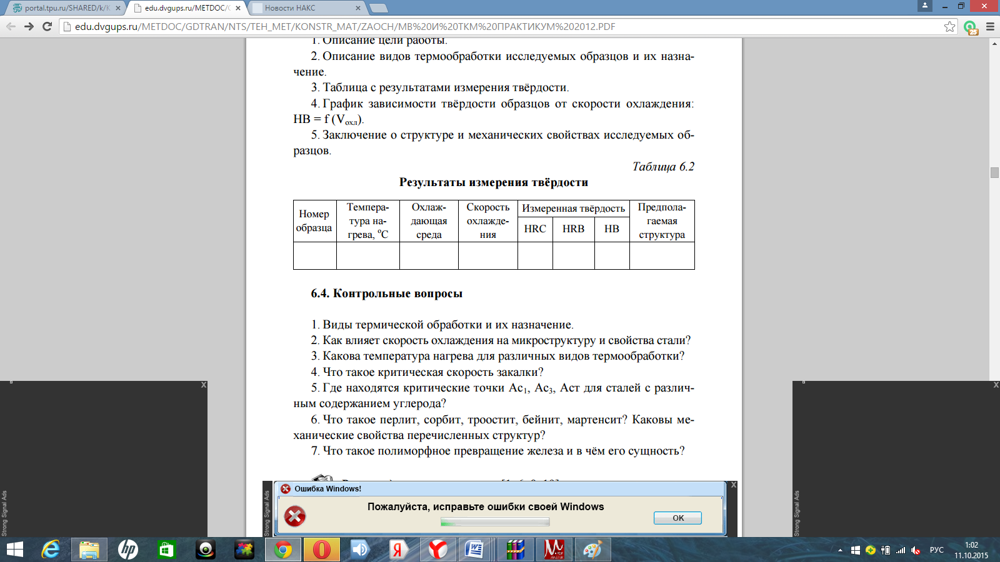 portal.tpu.ru/SHARED/k/K
edu.dvgups.ru/METDOC/
Новости НАКС
edu.dvgups.ru/METDOC/GDTRAN/NTS/TEH_MET/KONSTR_MAT/ZAOCH/МВ%20И%20ТКМ%20ПРАКТИКУМ%202012.PDF
25
1. Описание цели работы.
2. Описание видов термообработки исследуемых образцов и их назна-
чение.
3. Таблица с результатами измерения твёрдости.
4. График зависимости твёрдости образцов от скорости охлаждения:
НВ = f (Vохл).
5. Заключение о структуре и механических свойствах исследуемых об-
разцов.
Таблица 6.2
Результаты измерения твёрдости
Номер образца
Темпера-
тура на-
грева, °С
Охлаж-
дающая
среда
Скорость
охлажде-
ния
Измеренная твёрдость
HRC HRB HB
Предпола-
гаемая
структура
6.4. Контрольные вопросы
1. Виды термической обработки и их назначение.
2. Как влияет скорость охлаждения на микроструктуру и свойства стали?
3. Какова температура нагрева для различных видов термообработки?
4. Что такое критическая скорость закалки?
5. Где находятся критические точки Ас₁, Ас₃, Аст для сталей с различ-
ным содержанием углерода?
6. Что такое перлит, сорбит, троостит, бейнит, мартенсит? Каковы ме-
ханические свойства перечисленных структур?
7. Что такое полиморфное превращение железа и в чём его сущность?
Strong Signal Ads
Strong Signal Ads
Strong Signal Ads
Ошибка Windows!
Пожалуйста, исправьте ошибки своей Windows
OK
РУС
1:02
11.10.2015